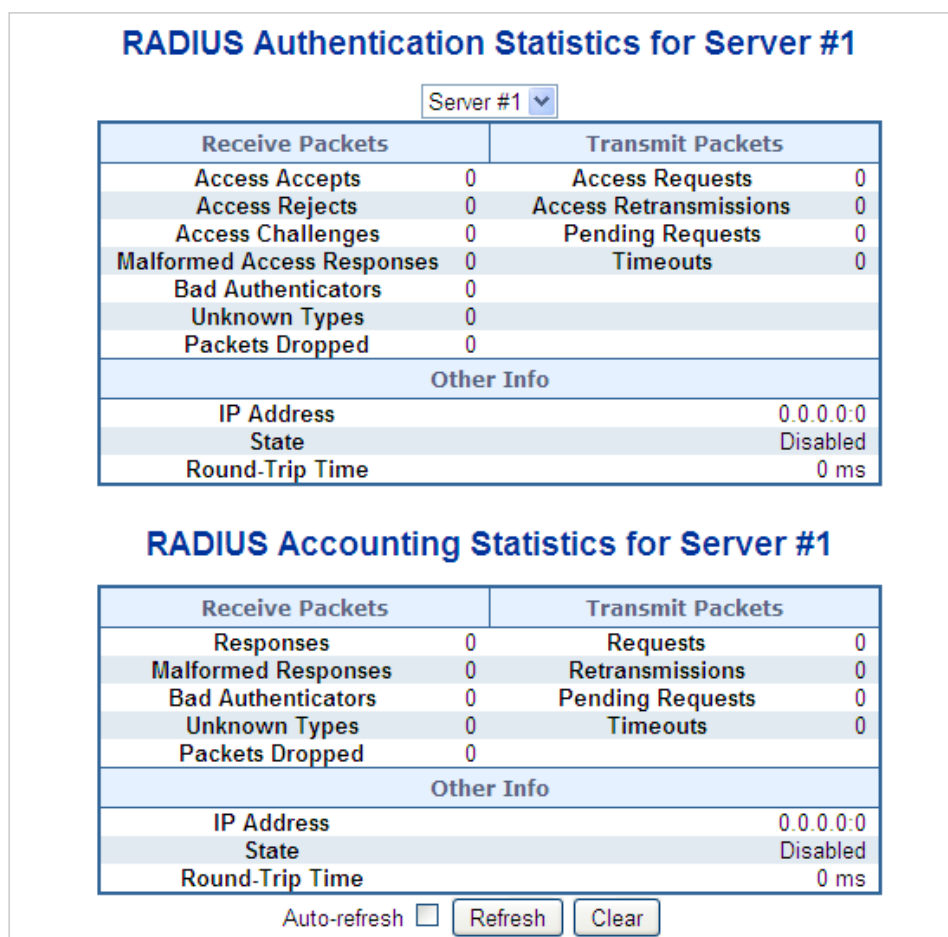 RADIUS Authentication Statistics for Server #1
Server #1
Receive Packets Transmit Packets
Access Accepts 0 Access Requests 0
Access Rejects 0 Access Retransmissions 0
Access Challenges 0 Pending Requests 0
Malformed Access Responses 0 Timeouts 0
Bad Authenticators 0
Unknown Types 0
Packets Dropped 0
Other Info
IP Address 0.0.0.0:0
State Disabled
Round-Trip Time 0 ms
RADIUS Accounting Statistics for Server #1
Receive Packets Transmit Packets
Responses 0 Requests 0
Malformed Responses 0 Retransmissions 0
Bad Authenticators 0 Pending Requests 0
Unknown Types 0 Timeouts 0
Packets Dropped 0
Other Info
IP Address 0.0.0.0:0
State Disabled
Round-Trip Time 0 ms
Auto-refresh Refresh Clear